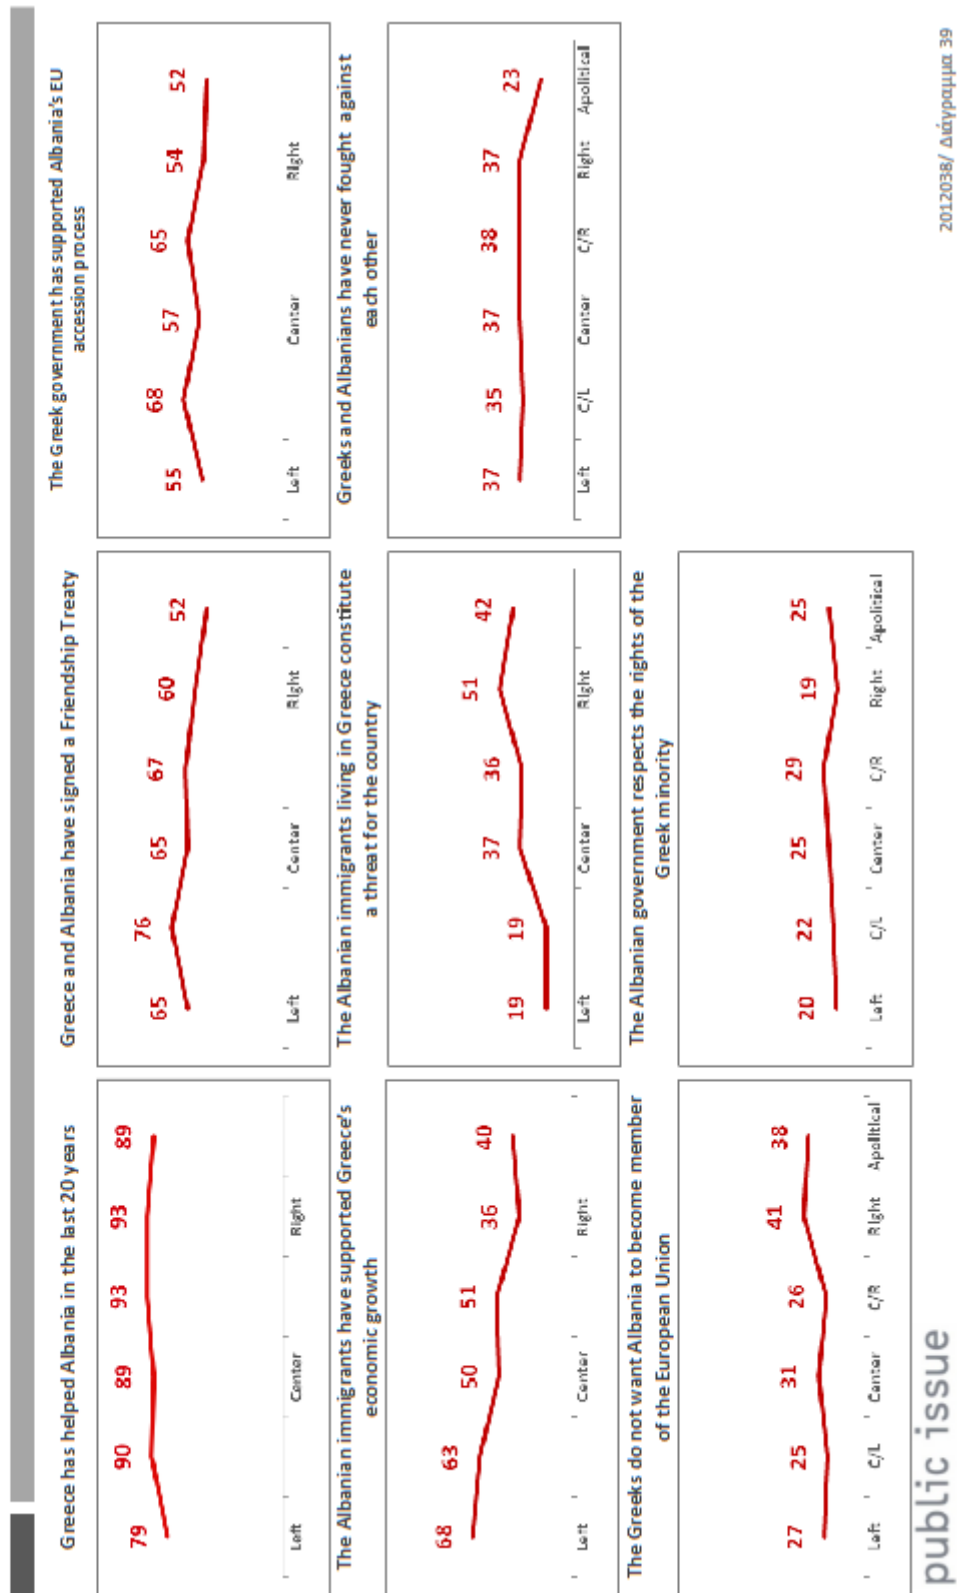 Greece has helped Albania in the last 20 years
79 90 89 93 93 89
Left Center Right
Greece and Albania have signed a Friendship Treaty
65 76 65 67 60 52
Left Center Right
The Greek government has supported Albania's EU
accession process
55 68 57 65 54 52
Left Center Right
The Albanian immigrants have supported Greece's
economic growth
68 63 50 51 36 40
Left Center Right
The Albanian immigrants living in Greece constitute
a threat for the country
19 19 37 36 51 42
Left Center Right
Greeks and Albanians have never fought against
each other
37 35 37 38 37 23
Left C/L Center C/R Right Apolitical
The Greeks do not want Albania to become member
of the European Union
27 25 31 26 41 38
Left C/L Center C/R Right Apolitical
The Albanian government respects the rights of the
Greek minority
20 22 25 29 19 25
Left C/L Center C/R Right Apolitical
public issue
2012038/ Διάγραμμα 39